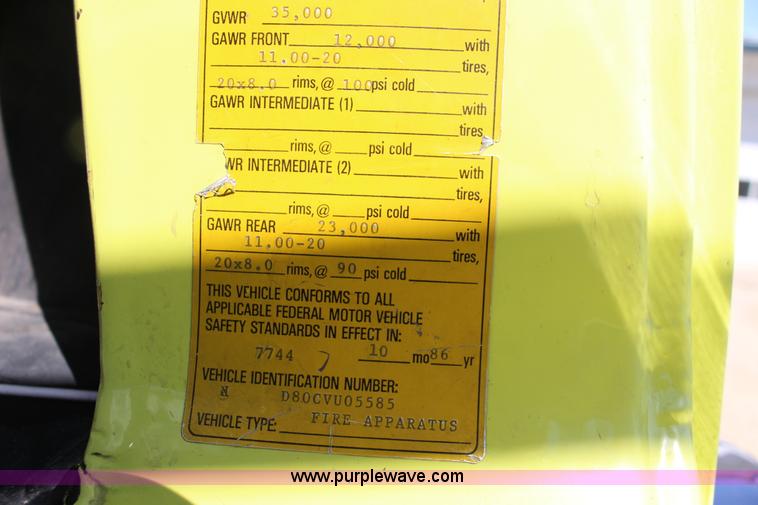 GVWR 35,000
GAWR FRONT 12,000 with
11.00-20 tires,
20x8.0 rims, @ 100 psi cold
GAWR INTERMEDIATE (1) with
tires,
rims, @ psi cold
WR INTERMEDIATE (2) with
tires,
rims, @ psi cold
GAWR REAR 23,000 with
11.00-20 tires,
20x8.0 rims, @ 90 psi cold
THIS VEHICLE CONFORMS TO ALL
APPLICABLE FEDERAL MOTOR VEHICLE
SAFETY STANDARDS IN EFFECT IN:
7744 10 mo 86 yr
VEHICLE IDENTIFICATION NUMBER:
N D80CVU05585
VEHICLE TYPE: FIRE APPARATUS
www.purplewave.com